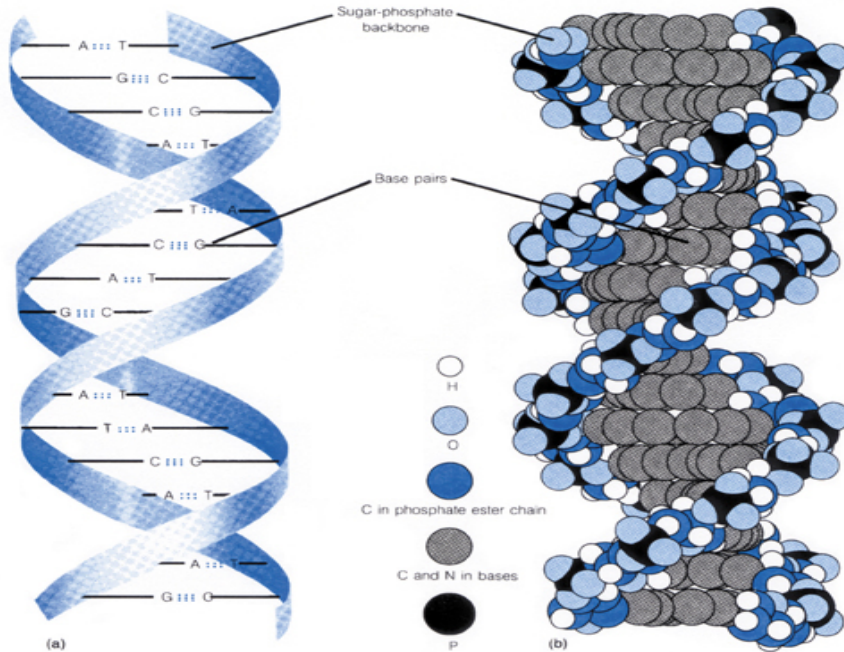 Sugar-phosphate
backbone
A T
G C
C G
A T
Base pairs
T A
C G
A T
G C
A T
T A
C G
A T
A T
G C
H
O
C in phosphate ester chain
C and N in bases
P
(a)
(b)